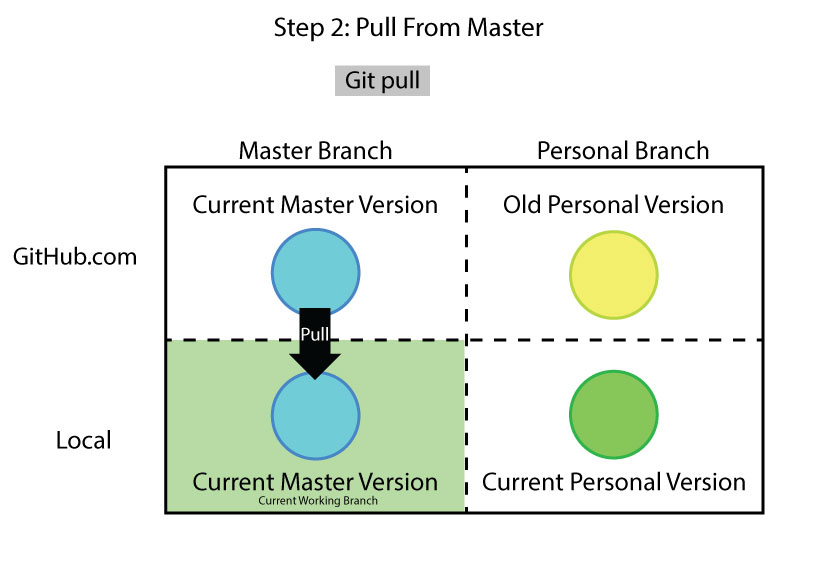 Step 2: Pull From Master
Git pull
Master Branch
Personal Branch
Current Master Version
Old Personal Version
GitHub.com
Pull
Local
Current Master Version
Current Personal Version
Current Working Branch